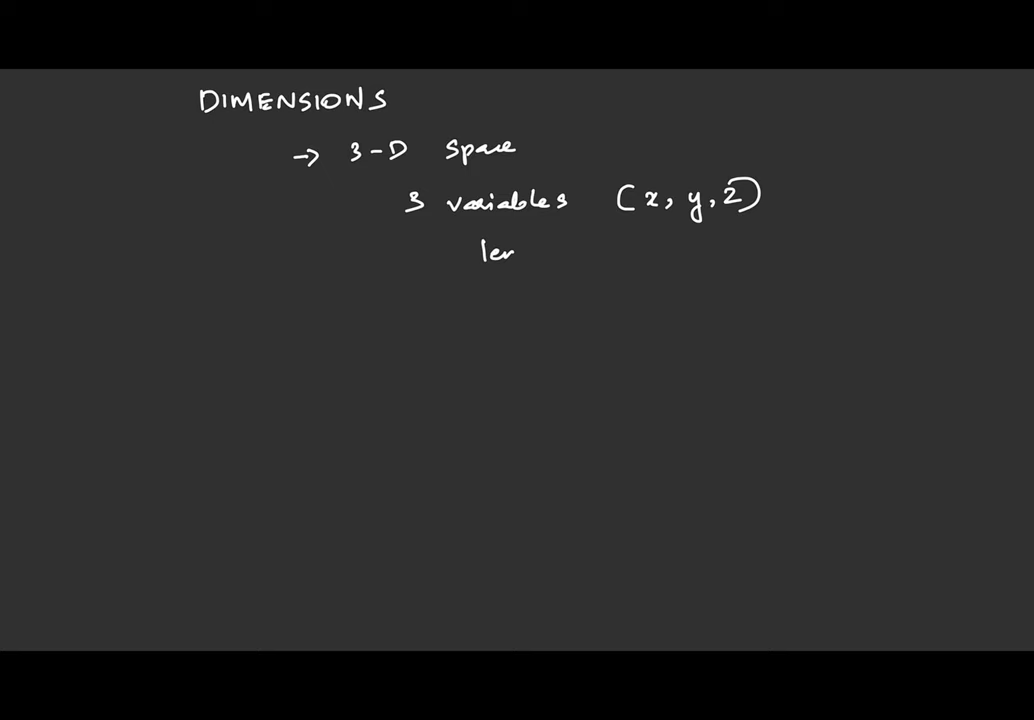 DIMENSIONS
→ 3-D space
3 variables (x, y, z)
len